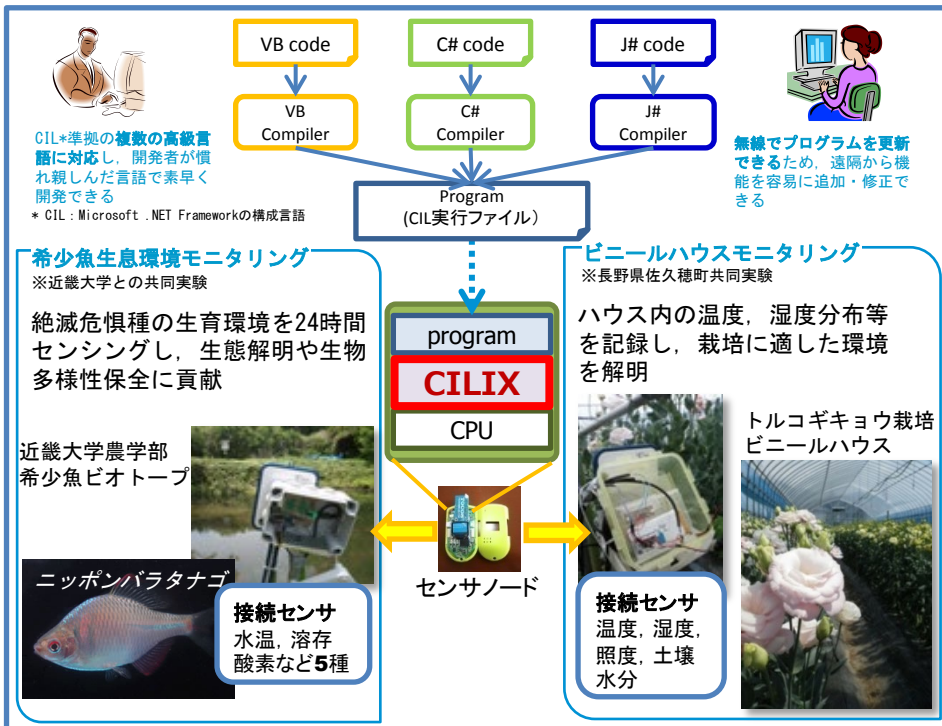 VB code
C# code
J# code
VB
Compiler
C#
Compiler
J#
Compiler
CIL*準拠の複数の高級言
語に対応し，開発者が慣
れ親しんだ言語で素早く
開発できる
* CIL：Microsoft .NET Frameworkの構成言語
無線でプログラムを更新
できるため，遠隔から機
能を容易に追加・修正で
きる
Program
(CIL実行ファイル）
希少魚生息環境モニタリング
※近畿大学との共同実験
絶滅危惧種の生育環境を24時間
センシングし，生態解明や生物
多様性保全に貢献
近畿大学農学部
希少魚ビオトープ
ニッポンバラタナゴ
接続センサ
水温，溶存
酸素など5種
program
CILIX
CPU
センサノード
ビニールハウスモニタリング
※長野県佐久穂町共同実験
ハウス内の温度，湿度分布等
を記録し，栽培に適した環境
を解明
トルコギキョウ栽培
ビニールハウス
接続センサ
温度，湿度，
照度，土壌
水分